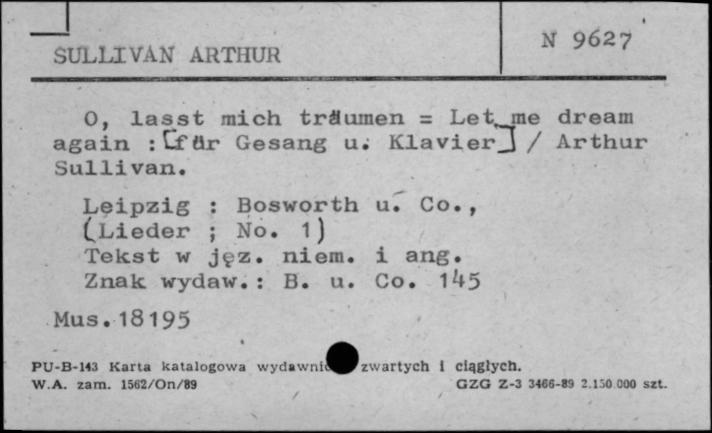 N 9627
SULLIVAN ARTHUR
O, lasst mich träumen = Let me dream
again : [für Gesang u. Klavier] / Arthur
Sullivan.
Leipzig : Bosworth u. Co.,
(Lieder ; No. 1)
Tekst w jęz. niem. i ang.
Znak wydaw.: B. u. Co. 145
Mus. 18195
PU-B-143 Karta katalogowa zwartych i ciągłych.
W.A. zam. 1562/On/89 GZG Z-3 3466-89 2.150.000 szt.